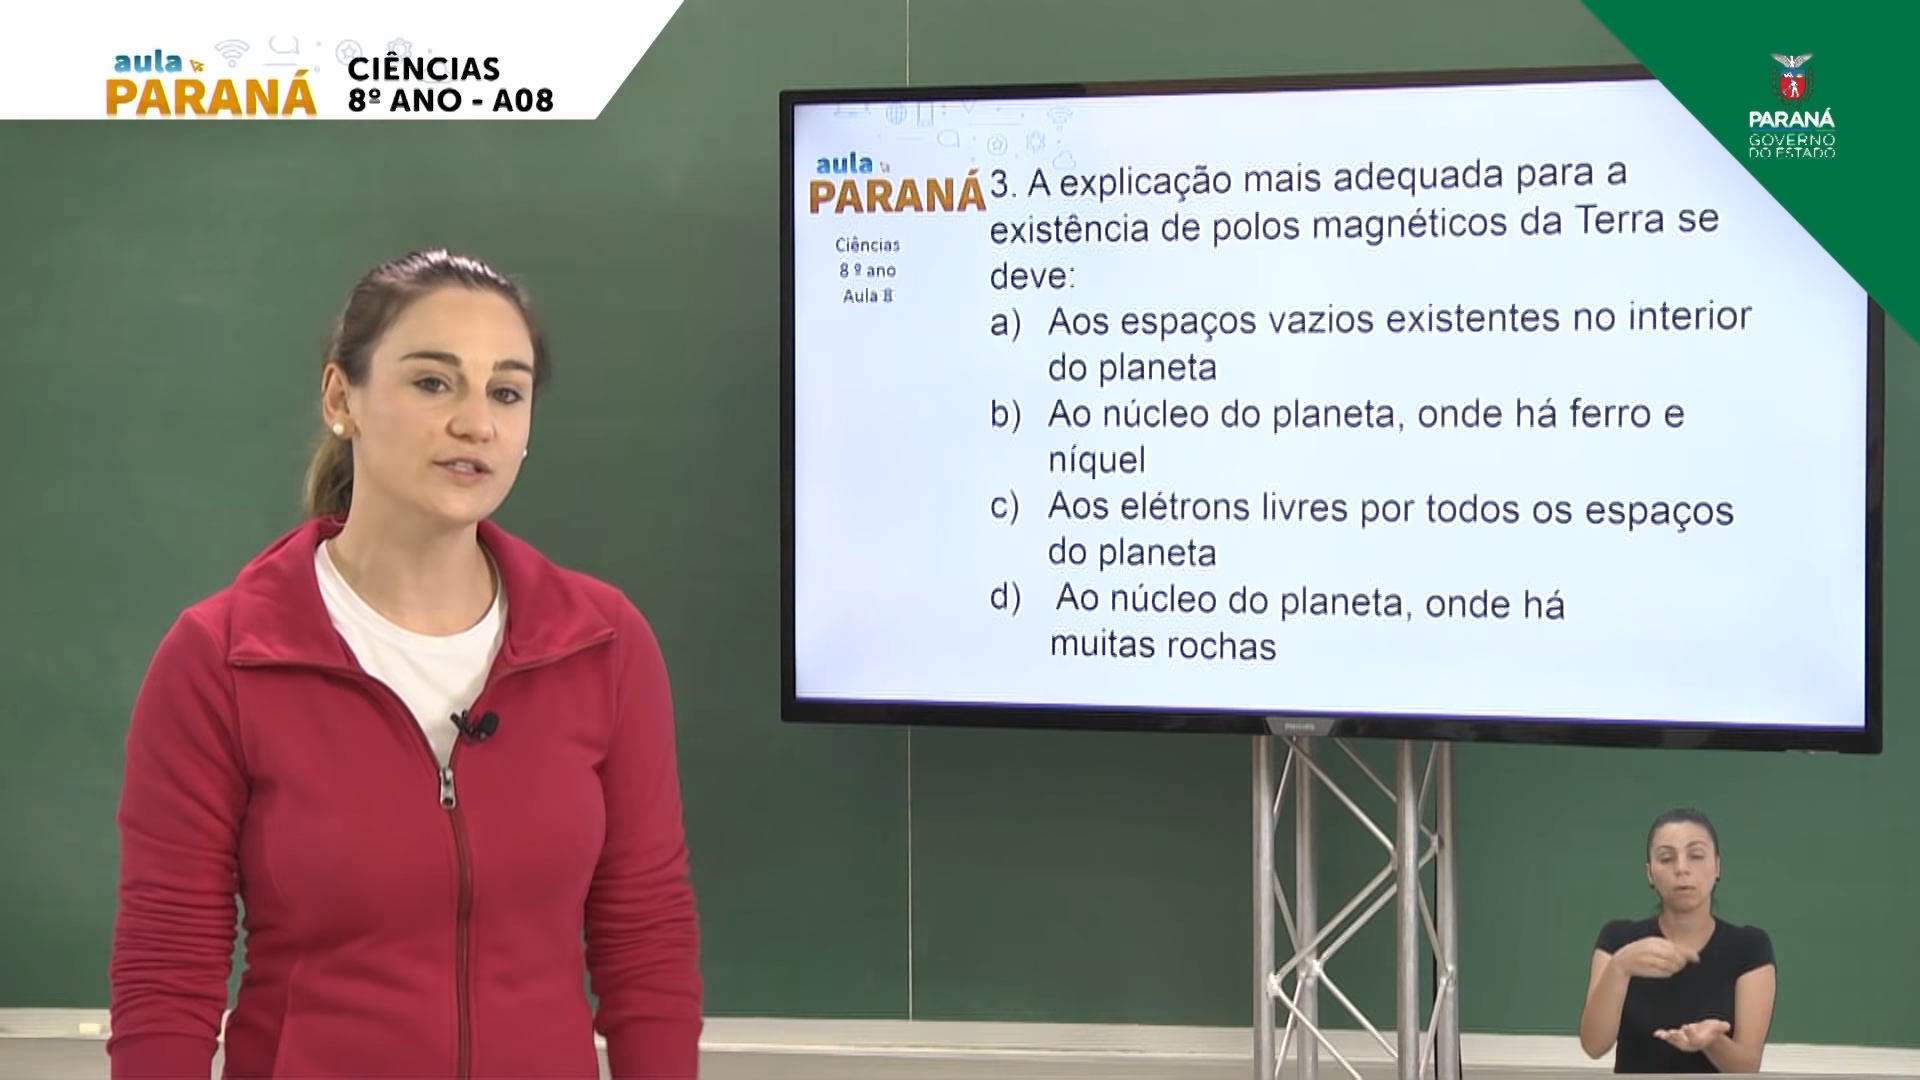 aula
PARANÁ
CIÊNCIAS
8º ANO - A08
PARANÁ
GOVERNO
DO ESTADO
aula
PARANÁ
Ciências
8 º ano
Aula 8
3. A explicação mais adequada para a
existência de polos magnéticos da Terra se
deve:
a) Aos espaços vazios existentes no interior
do planeta
b) Ao núcleo do planeta, onde há ferro e
níquel
c) Aos elétrons livres por todos os espaços
do planeta
d) Ao núcleo do planeta, onde há
muitas rochas
PHILIPS